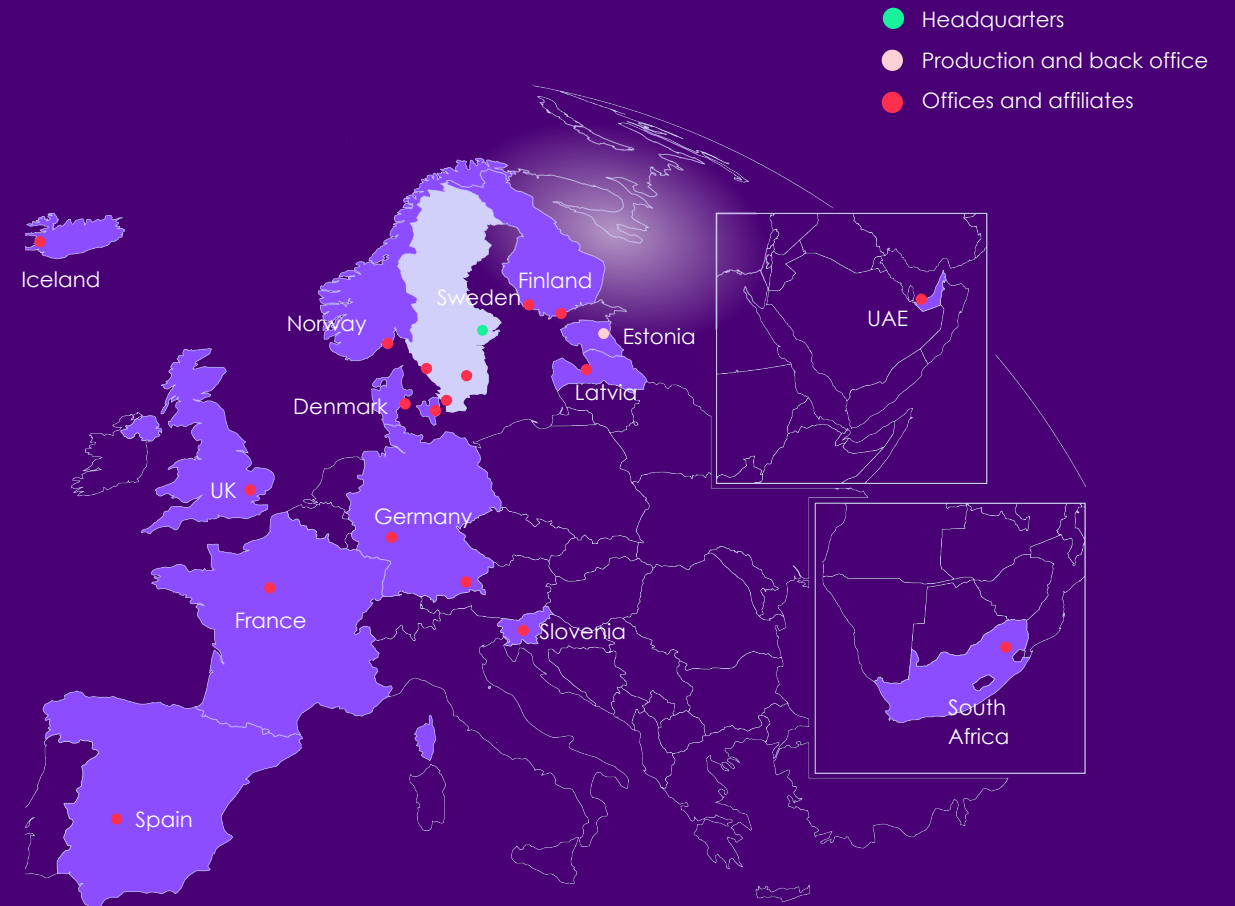 Headquarters
Production and back office
Offices and affiliates
Iceland
Finland
Sweden
Norway
Estonia
UAE
Latvia
Denmark
UK
Germany
France
Slovenia
South
Africa
Spain